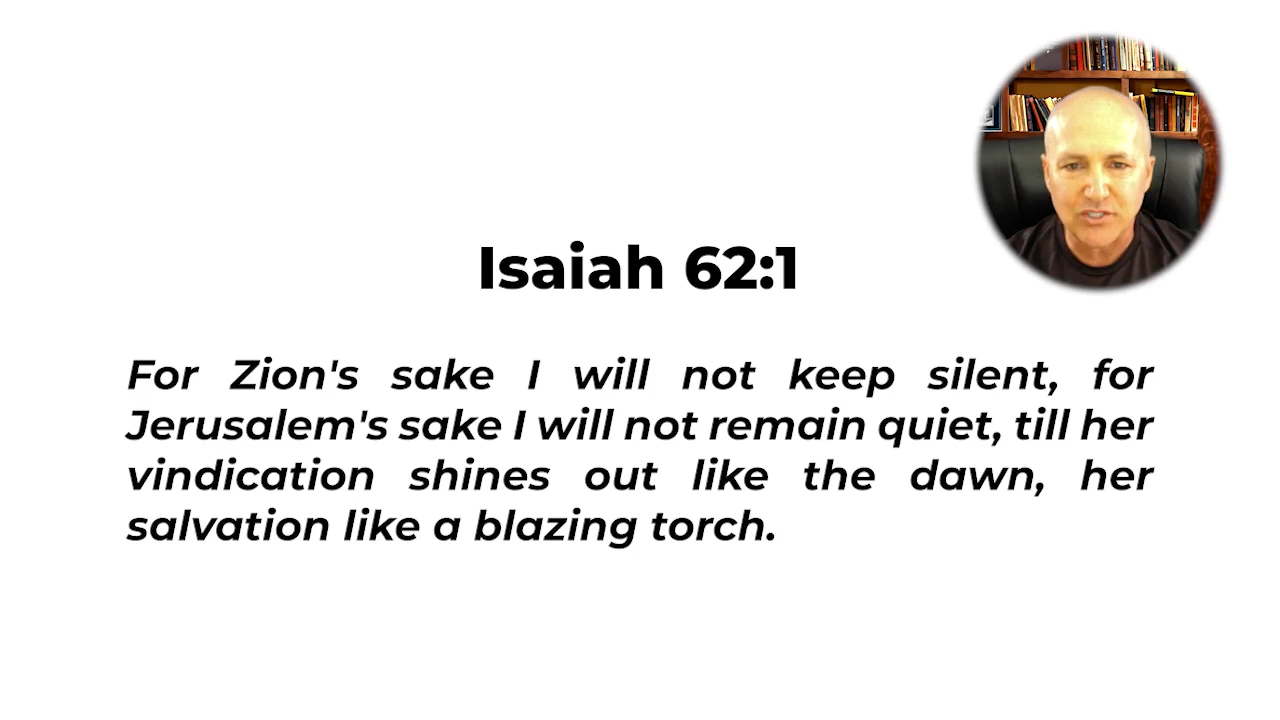 Isaiah 62:1
For Zion's sake I will not keep silent, for
Jerusalem's sake I will not remain quiet, till her
vindication shines out like the dawn, her
salvation like a blazing torch.